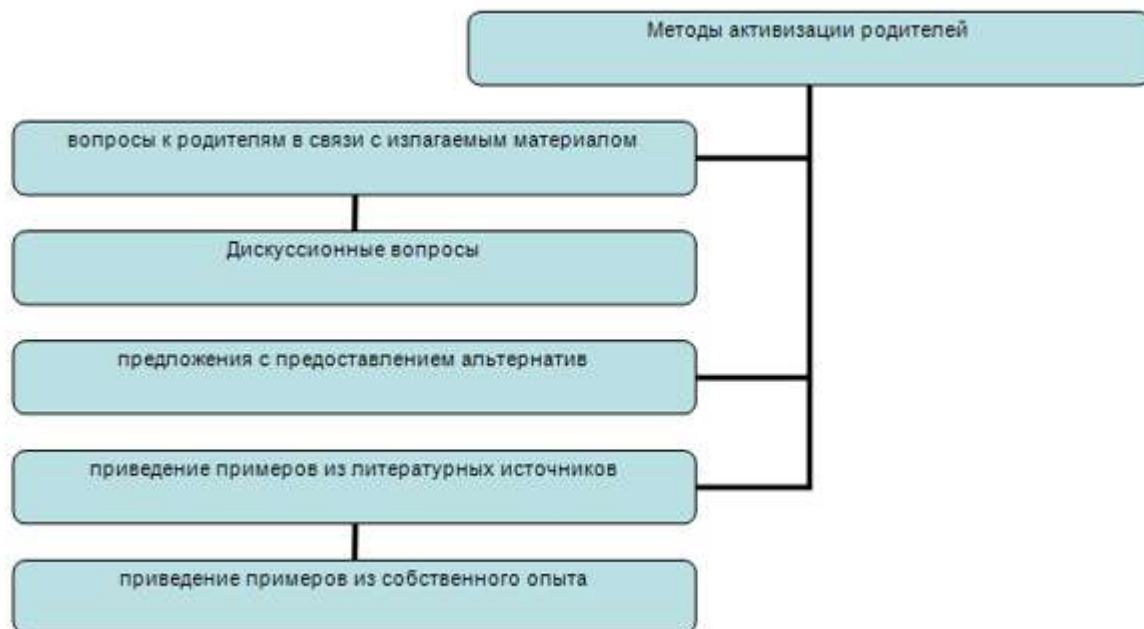 Методы активизации родителей
вопросы к родителям в связи с излагаемым материалом
Дискуссионные вопросы
предложения с предоставлением альтернатив
приведение примеров из литературных источников
приведение примеров из собственного опыта